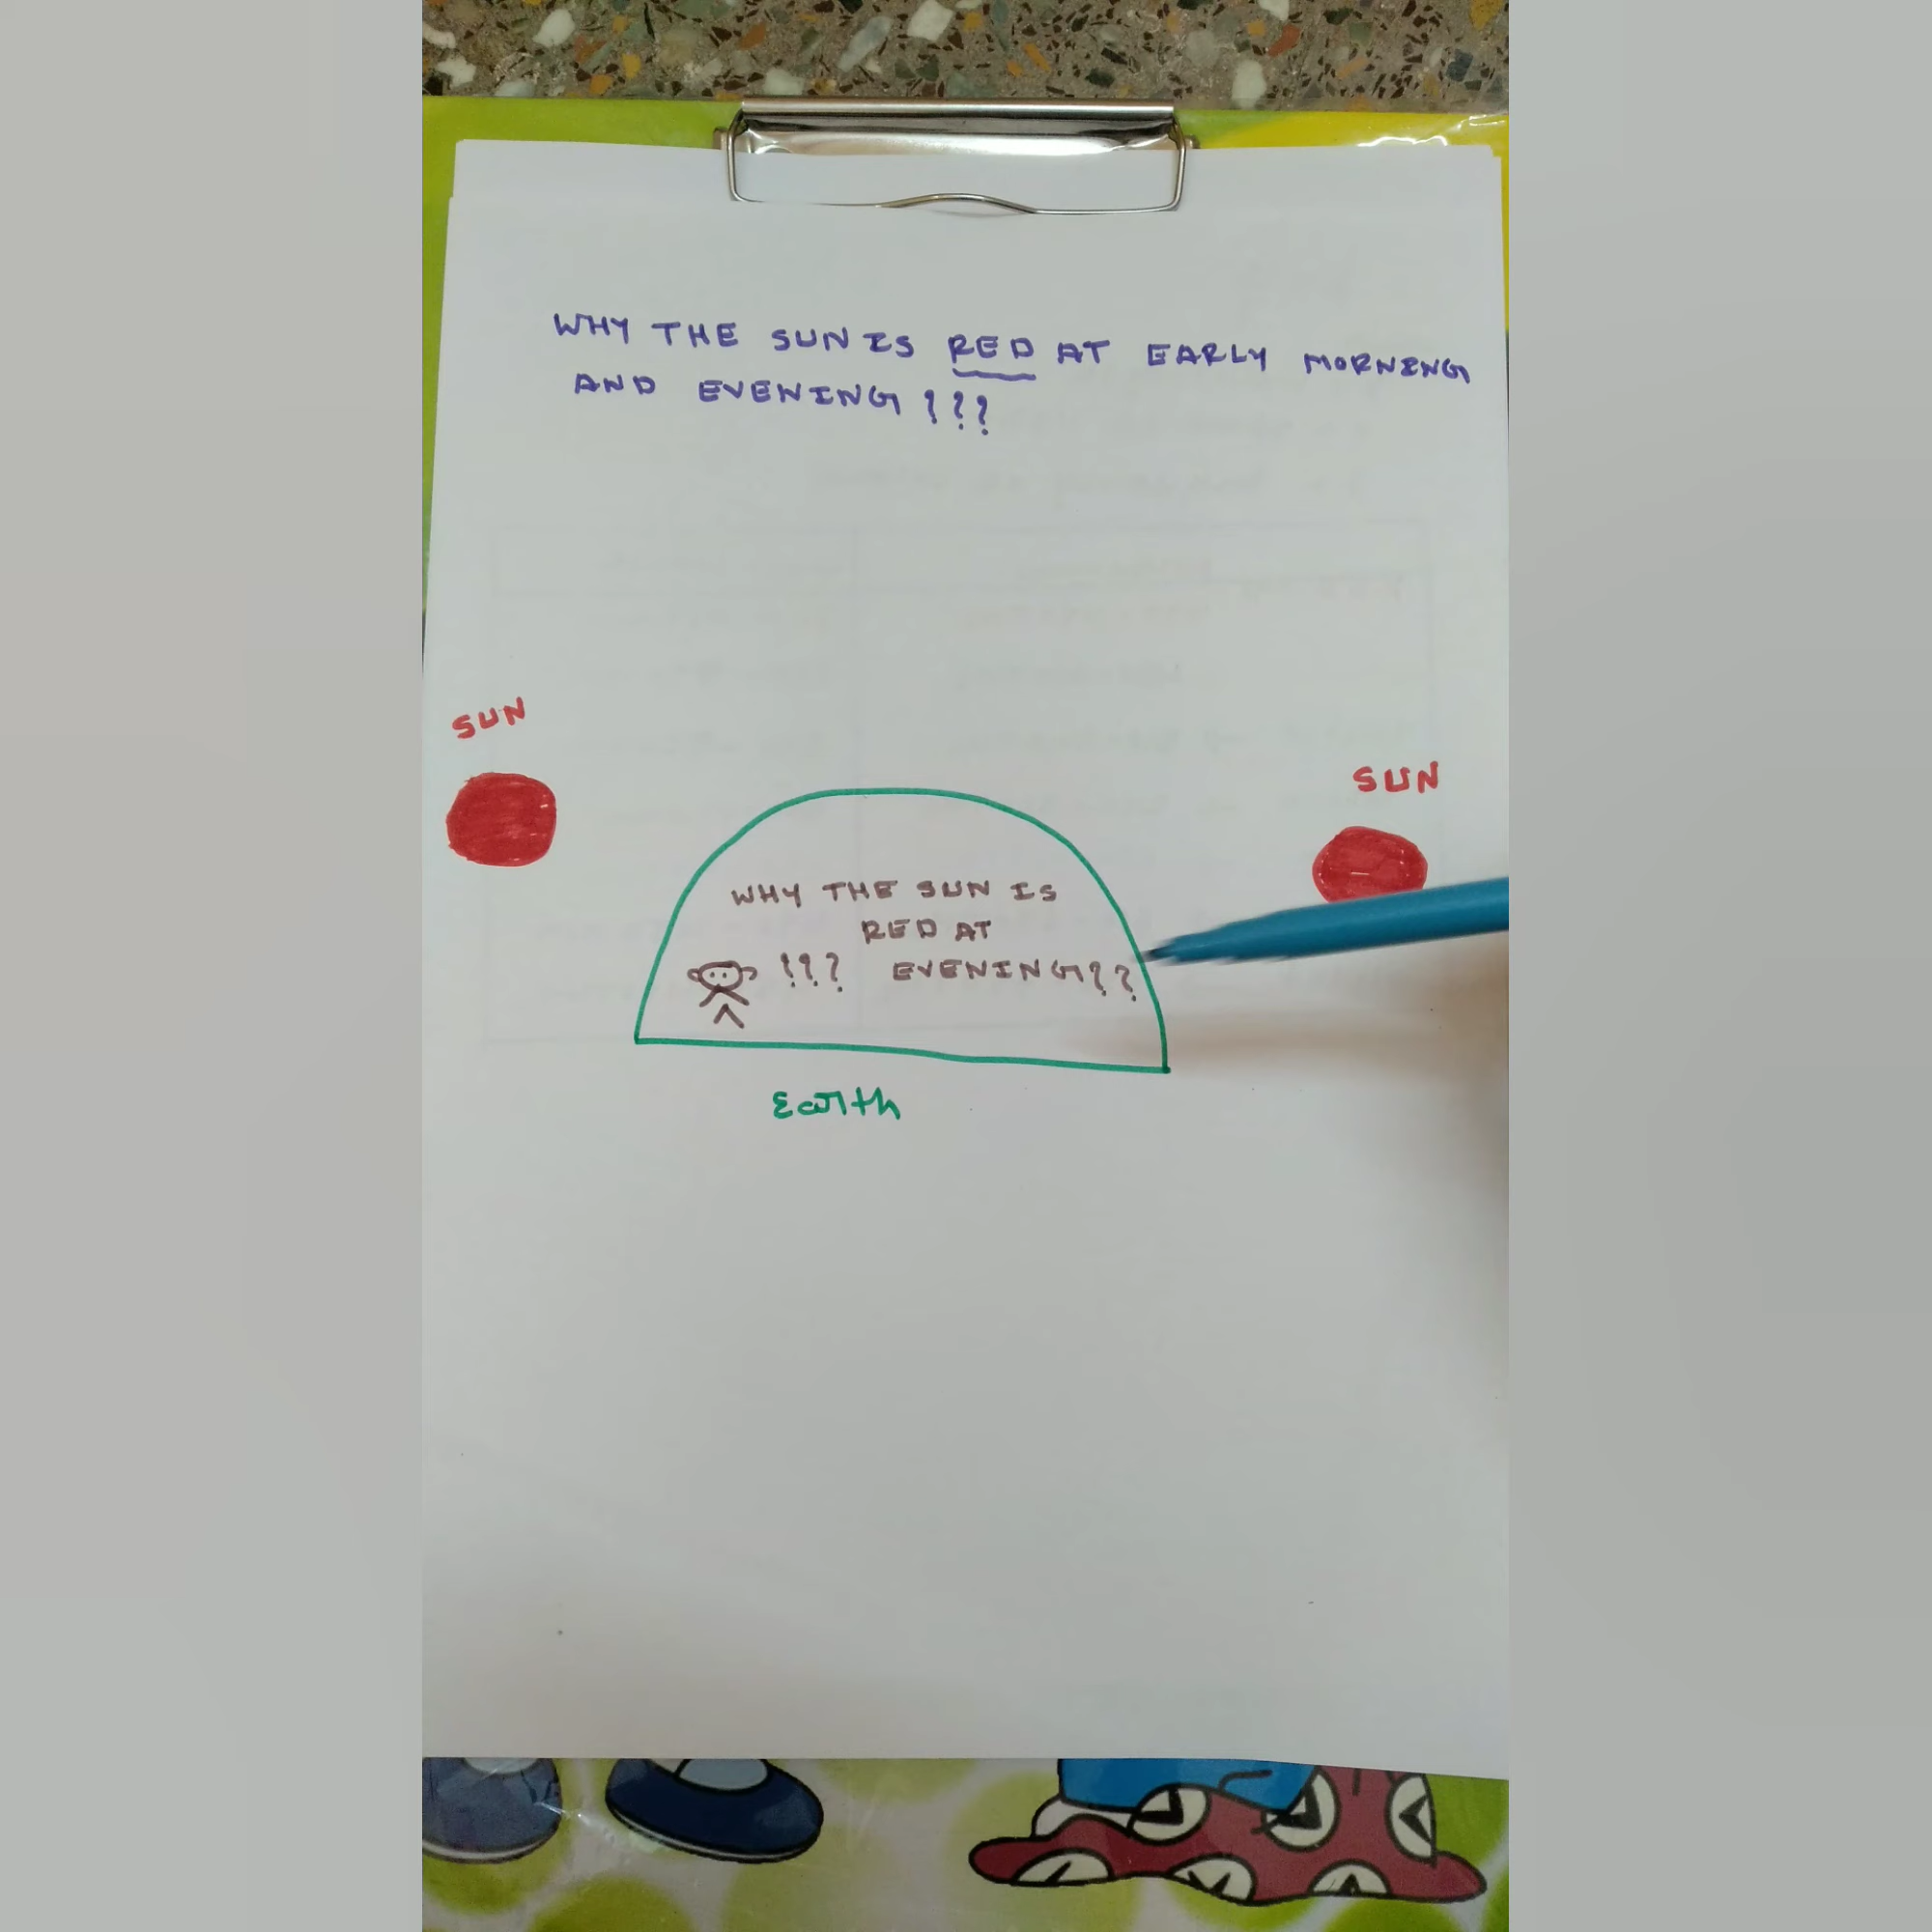 WHY THE SUN IS RED AT EARLY MORNING
AND EVENING ???
SUN
SUN
WHY THE SUN IS
RED AT
??? EVENING??
Earth